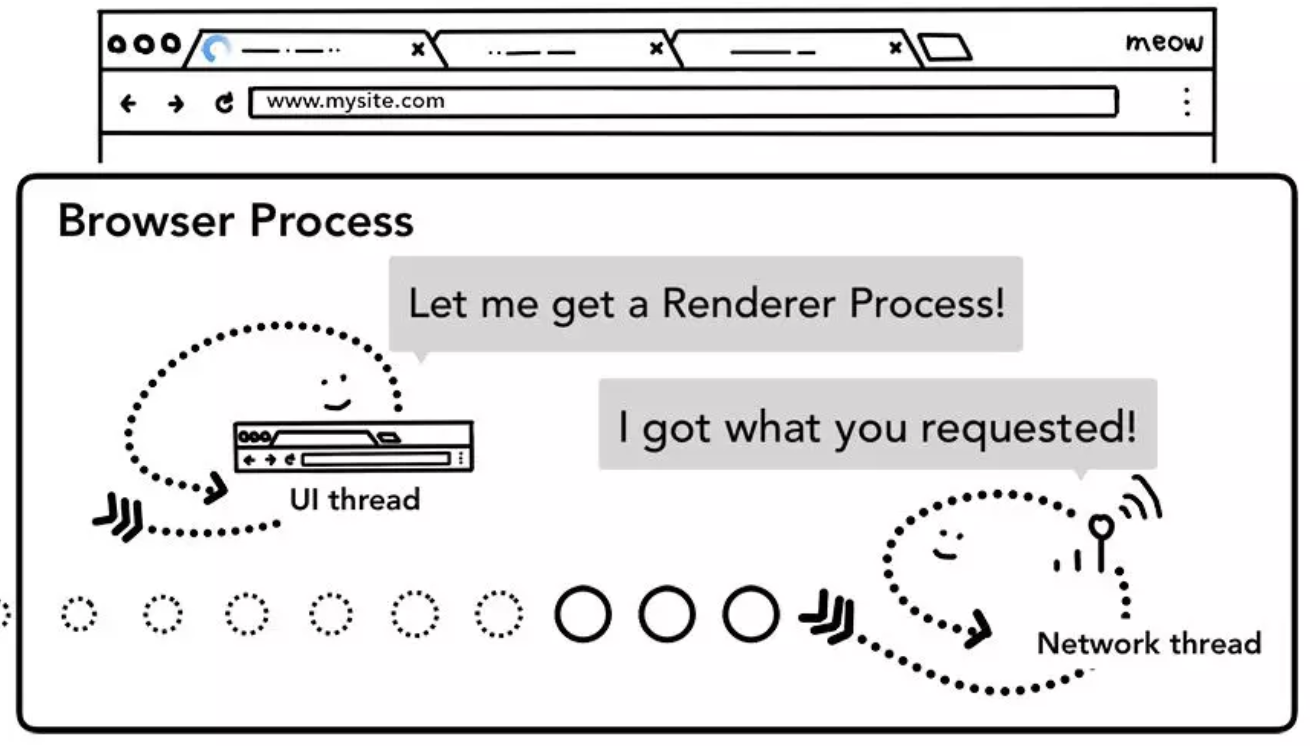 meow
www.mysite.com
Browser Process
Let me get a Renderer Process!
I got what you requested!
UI thread
Network thread